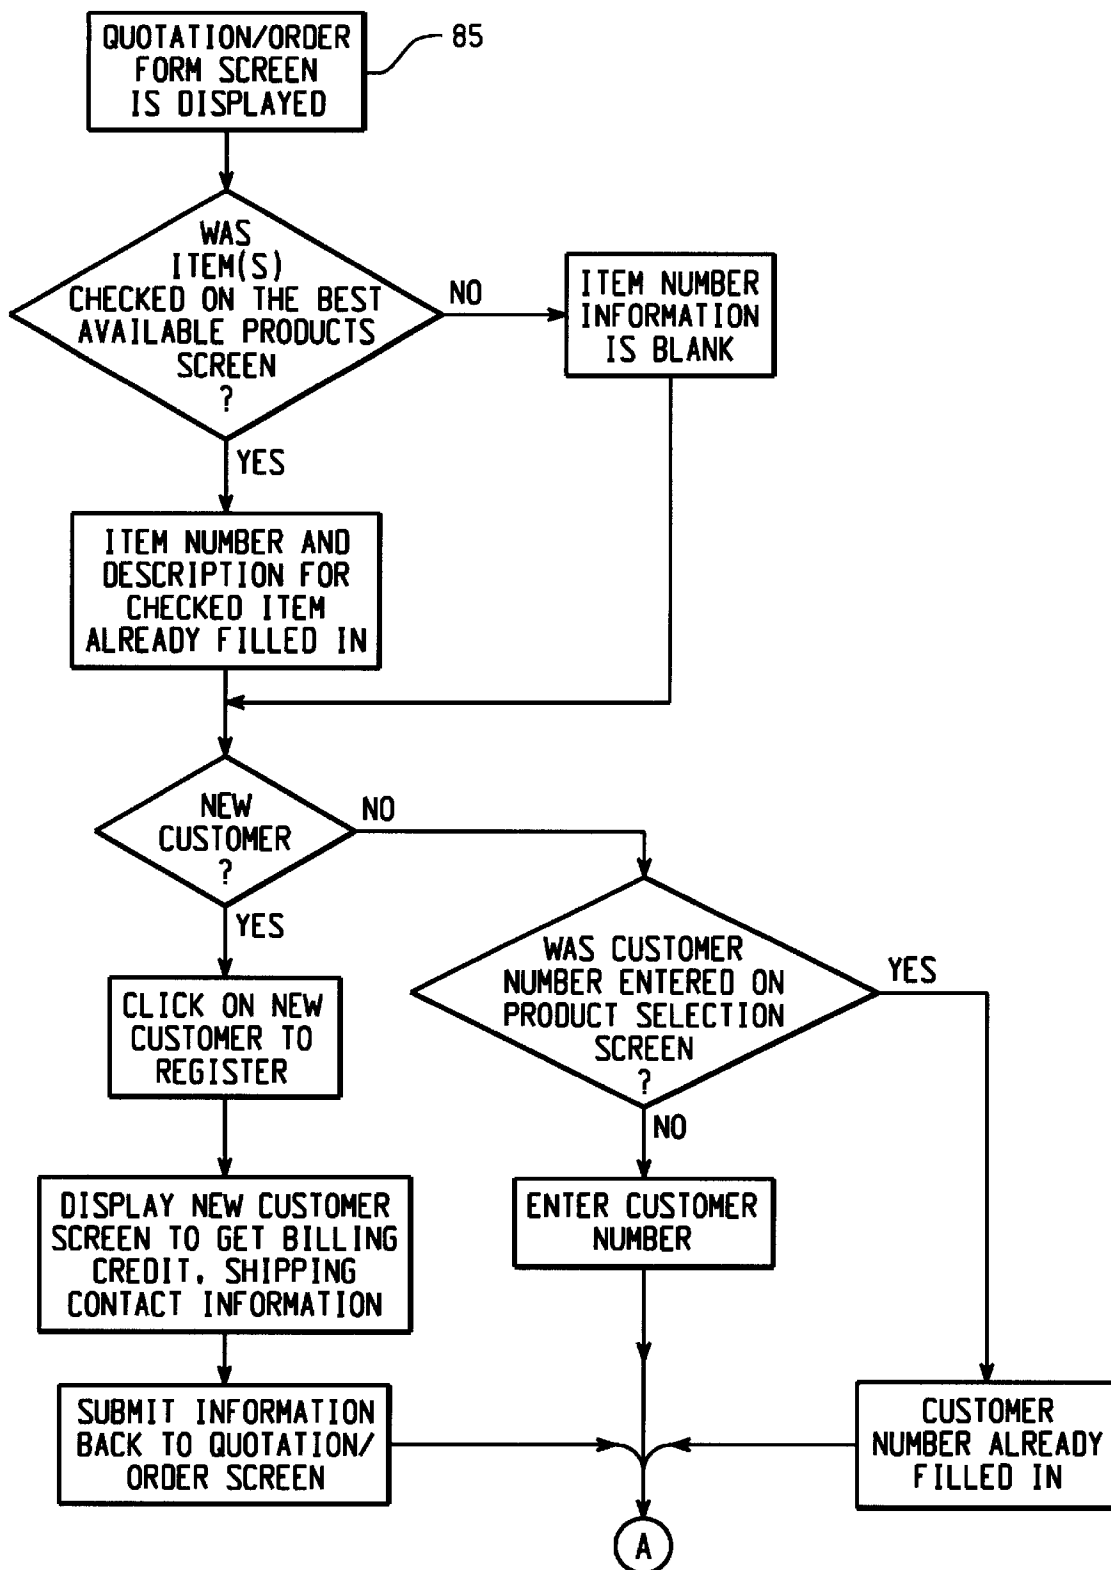 QUOTATION/ORDER
FORM SCREEN
IS DISPLAYED
85
WAS
ITEM(S)
CHECKED ON THE BEST
AVAILABLE PRODUCTS
SCREEN
?
NO
ITEM NUMBER
INFORMATION
IS BLANK
YES
ITEM NUMBER AND
DESCRIPTION FOR
CHECKED ITEM
ALREADY FILLED IN
NEW
CUSTOMER
?
NO
YES
WAS CUSTOMER
NUMBER ENTERED ON
PRODUCT SELECTION
SCREEN
?
YES
NO
CLICK ON NEW
CUSTOMER TO
REGISTER
DISPLAY NEW CUSTOMER
SCREEN TO GET BILLING
CREDIT, SHIPPING
CONTACT INFORMATION
ENTER CUSTOMER
NUMBER
SUBMIT INFORMATION
BACK TO QUOTATION/
ORDER SCREEN
CUSTOMER
NUMBER ALREADY
FILLED IN
A